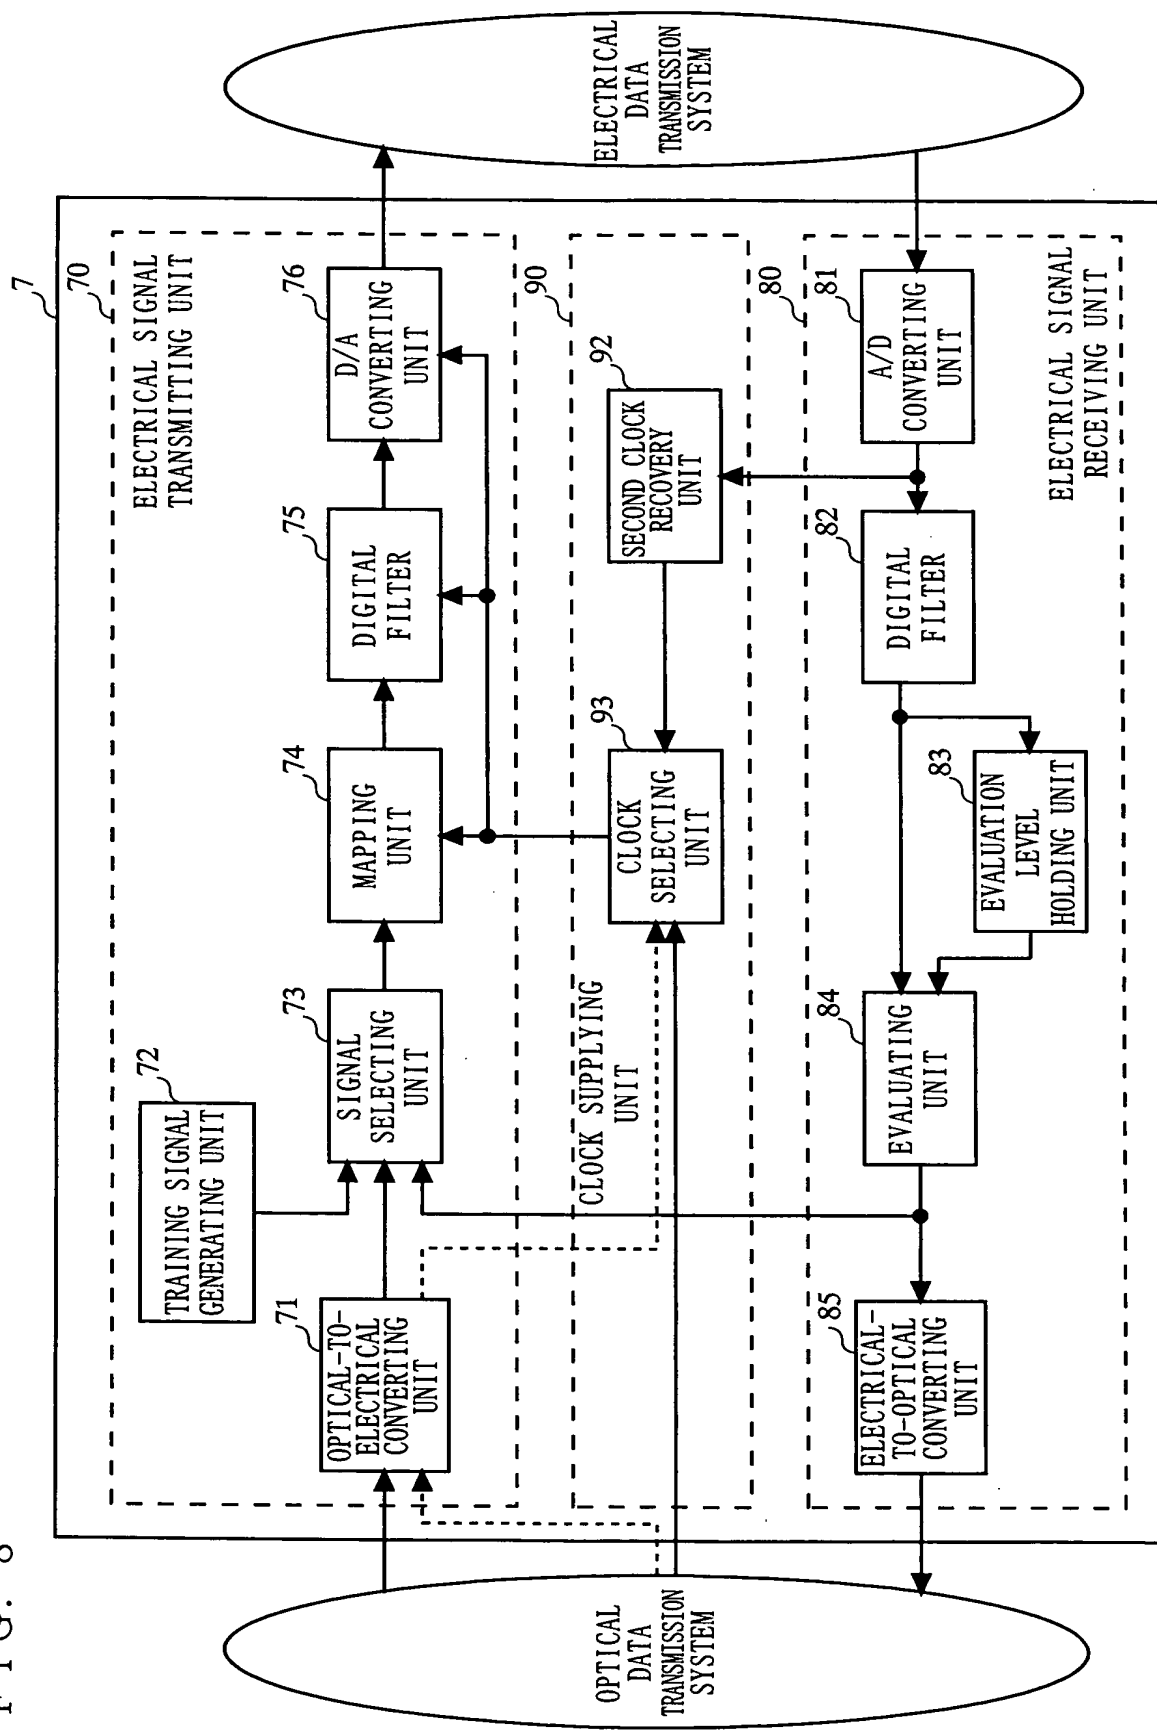 FIG. 8
7
70
ELECTRICAL SIGNAL
TRANSMITTING UNIT
72
TRAINING SIGNAL
GENERATING UNIT
71
OPTICAL-TO-
ELECTRICAL
CONVERTING
UNIT
73
SIGNAL
SELECTING
UNIT
74
MAPPING
UNIT
75
DIGITAL
FILTER
76
D/A
CONVERTING
UNIT
OPTICAL
DATA
TRANSMISSION
SYSTEM
ELECTRICAL
DATA
TRANSMISSION
SYSTEM
90
CLOCK SUPPLYING
UNIT
93
CLOCK
SELECTING
UNIT
92
SECOND CLOCK
RECOVERY
UNIT
80
85
ELECTRICAL-
TO-OPTICAL
CONVERTING
UNIT
84
EVALUATING
UNIT
83
EVALUATION
LEVEL
HOLDING UNIT
82
DIGITAL
FILTER
81
A/D
CONVERTING
UNIT
ELECTRICAL SIGNAL
RECEIVING UNIT